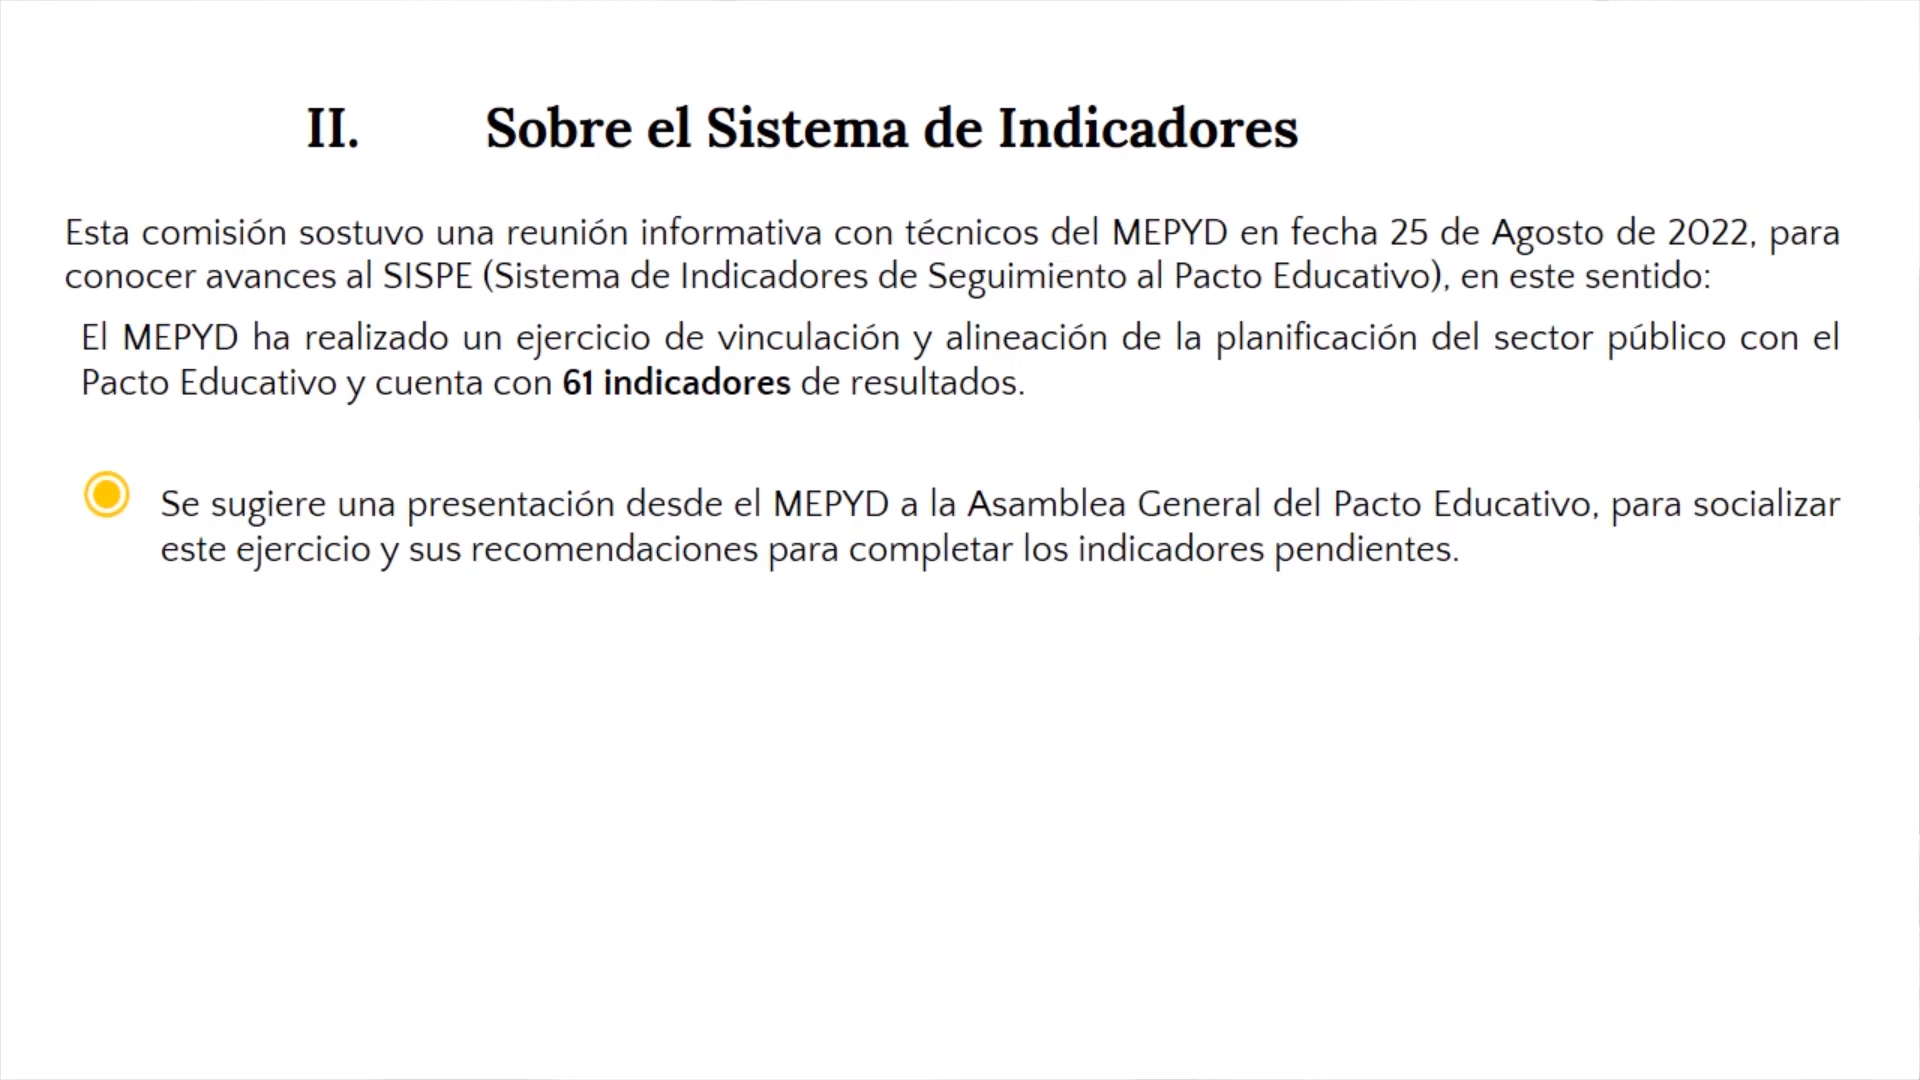 II. Sobre el Sistema de Indicadores
Esta comisión sostuvo una reunión informativa con técnicos del MEPYD en fecha 25 de Agosto de 2022, para
conocer avances al SISPE (Sistema de Indicadores de Seguimiento al Pacto Educativo), en este sentido:
El MEPYD ha realizado un ejercicio de vinculación y alineación de la planificación del sector público con el
Pacto Educativo y cuenta con 61 indicadores de resultados.
Se sugiere una presentación desde el MEPYD a la Asamblea General del Pacto Educativo, para socializar
este ejercicio y sus recomendaciones para completar los indicadores pendientes.